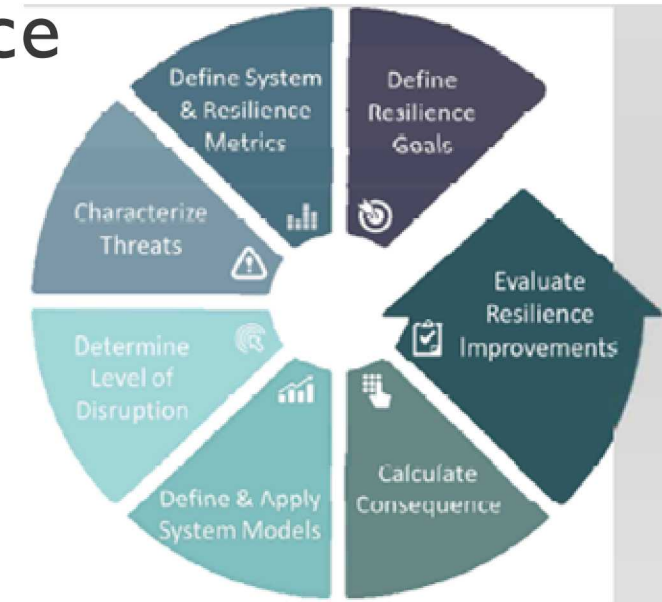 ce
Define System
& Resilience
Metrics
Define
Resilience
Goals
Characterize
Threats
Evaluate
Resilience
Improvements
Determine
Level of
Disruption
Define & Apply
System Models
Calculate
Consequence